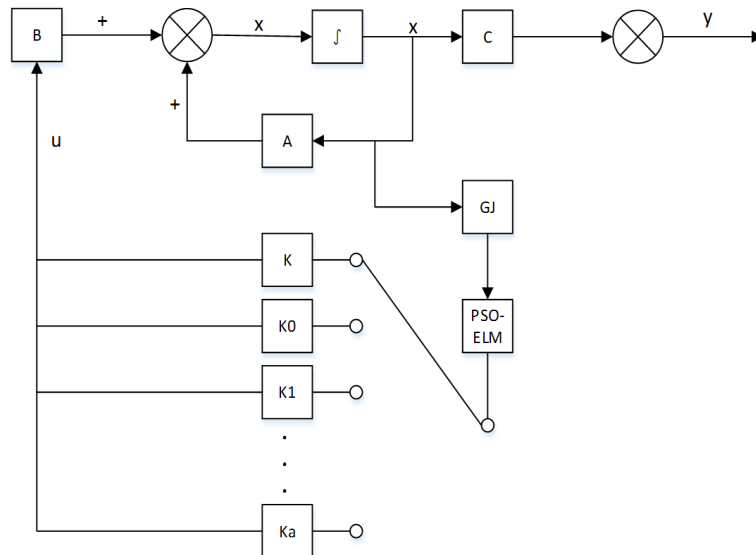 B
+
x
∫
x
C
y
+
A
u
GJ
K
PSO-
ELM
K0
K1
.
.
.
Ka